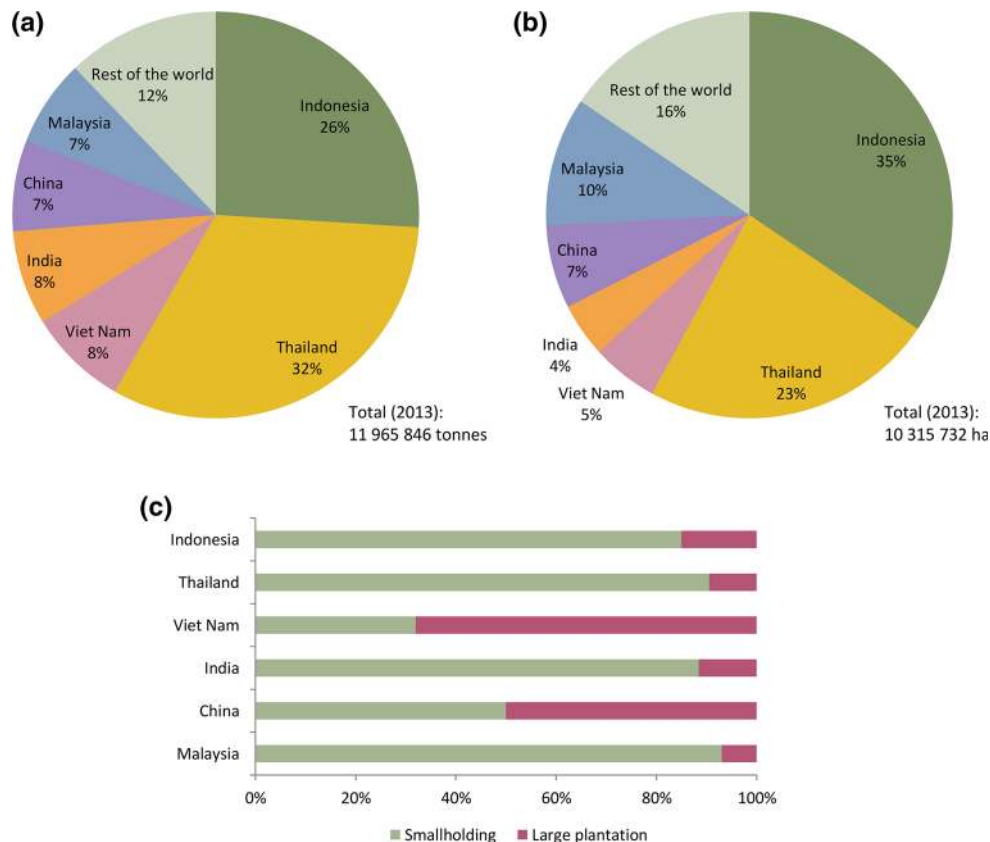 (a)
Rest of the world
12%
Indonesia
26%
Malaysia
7%
China
7%
India
8%
Viet Nam
8%
Thailand
32%
Total (2013):
11 965 846 tonnes
(b)
Rest of the world
16%
Indonesia
35%
Malaysia
10%
China
7%
India
4%
Viet Nam
5%
Thailand
23%
Total (2013):
10 315 732 ha
(c)
Indonesia
Thailand
Viet Nam
India
China
Malaysia
0% 20% 40% 60% 80% 100%
Smallholding Large plantation